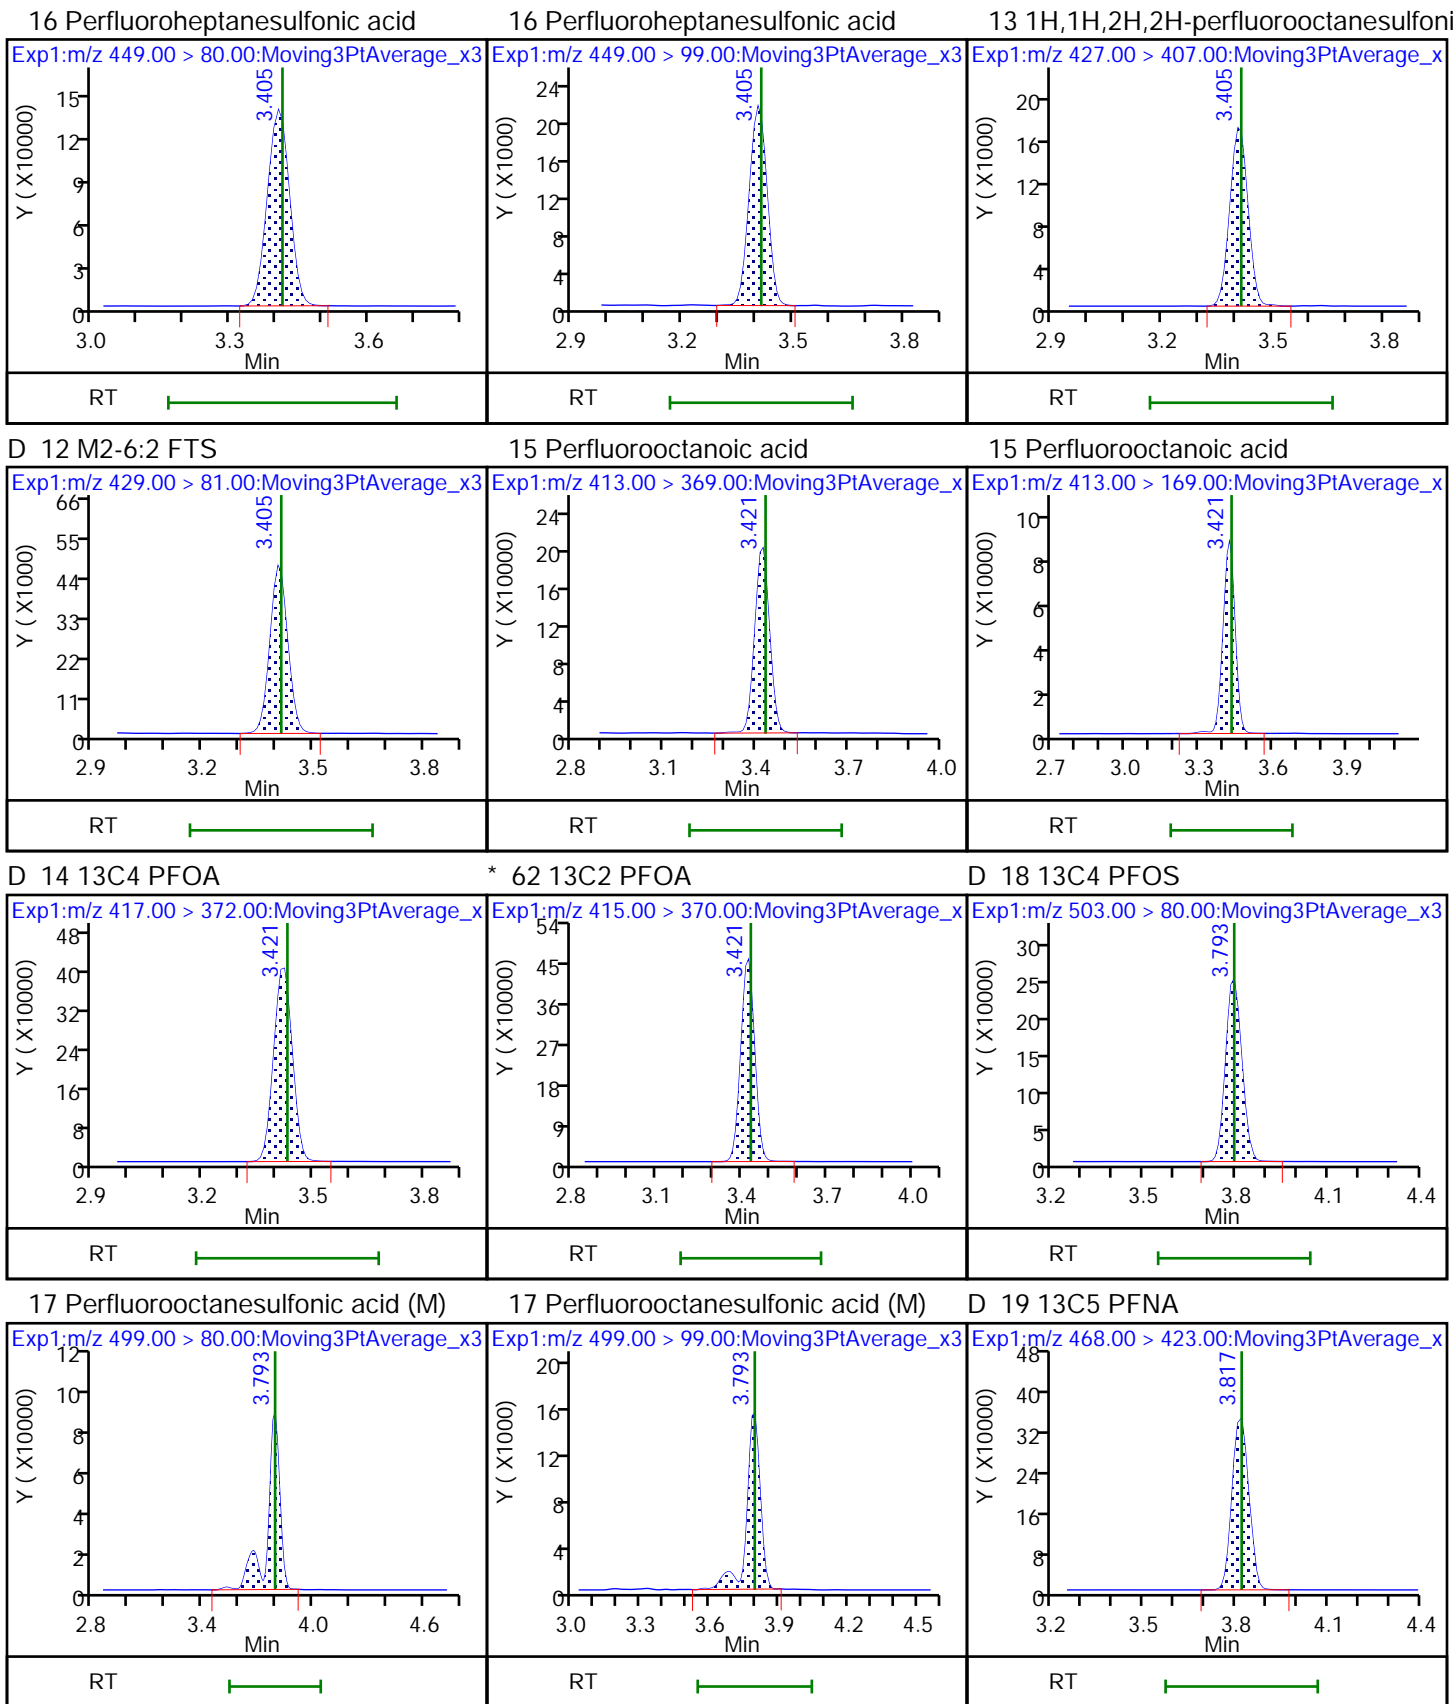 16 Perfluoroheptanesulfonic acid
Exp1:m/z 449.00 > 80.00:Moving3PtAverage_x3
3.405
Y ( X10000)
15
12
9
6
3
0
3.0 3.3 3.6
Min
RT
16 Perfluoroheptanesulfonic acid
Exp1:m/z 449.00 > 99.00:Moving3PtAverage_x3
3.405
Y ( X1000)
24
20
16
12
8
4
0
2.9 3.2 3.5 3.8
Min
RT
13 1H,1H,2H,2H-perfluorooctanesulfoni
Exp1:m/z 427.00 > 407.00:Moving3PtAverage_x
3.405
Y ( X1000)
20
16
12
8
4
0
2.9 3.2 3.5 3.8
Min
RT
D 12 M2-6:2 FTS
Exp1:m/z 429.00 > 81.00:Moving3PtAverage_x3
3.405
Y ( X1000)
66
55
44
33
22
11
0
2.9 3.2 3.5 3.8
Min
RT
15 Perfluorooctanoic acid
Exp1:m/z 413.00 > 369.00:Moving3PtAverage_x
3.421
Y ( X10000)
24
20
16
12
8
4
0
2.8 3.1 3.4 3.7 4.0
Min
RT
15 Perfluorooctanoic acid
Exp1:m/z 413.00 > 169.00:Moving3PtAverage_x
3.421
Y ( X10000)
10
8
6
4
2
0
2.7 3.0 3.3 3.6 3.9
Min
RT
D 14 13C4 PFOA
Exp1:m/z 417.00 > 372.00:Moving3PtAverage_x
3.421
Y ( X10000)
48
40
32
24
16
8
0
2.9 3.2 3.5 3.8
Min
RT
* 62 13C2 PFOA
Exp1:m/z 415.00 > 370.00:Moving3PtAverage_x
3.421
Y ( X10000)
54
45
36
27
18
9
0
2.8 3.1 3.4 3.7 4.0
Min
RT
D 18 13C4 PFOS
Exp1:m/z 503.00 > 80.00:Moving3PtAverage_x3
3.793
Y ( X10000)
30
25
20
15
10
5
0
3.2 3.5 3.8 4.1 4.4
Min
RT
17 Perfluorooctanesulfonic acid (M)
Exp1:m/z 499.00 > 80.00:Moving3PtAverage_x3
3.793
Y ( X10000)
12
10
8
6
4
2
0
2.8 3.4 4.0 4.6
Min
RT
17 Perfluorooctanesulfonic acid (M)
Exp1:m/z 499.00 > 99.00:Moving3PtAverage_x3
3.793
Y ( X1000)
20
16
12
8
4
0
3.0 3.3 3.6 3.9 4.2 4.5
Min
RT
D 19 13C5 PFNA
Exp1:m/z 468.00 > 423.00:Moving3PtAverage_x
3.817
Y ( X10000)
48
40
32
24
16
8
0
3.2 3.5 3.8 4.1 4.4
Min
RT